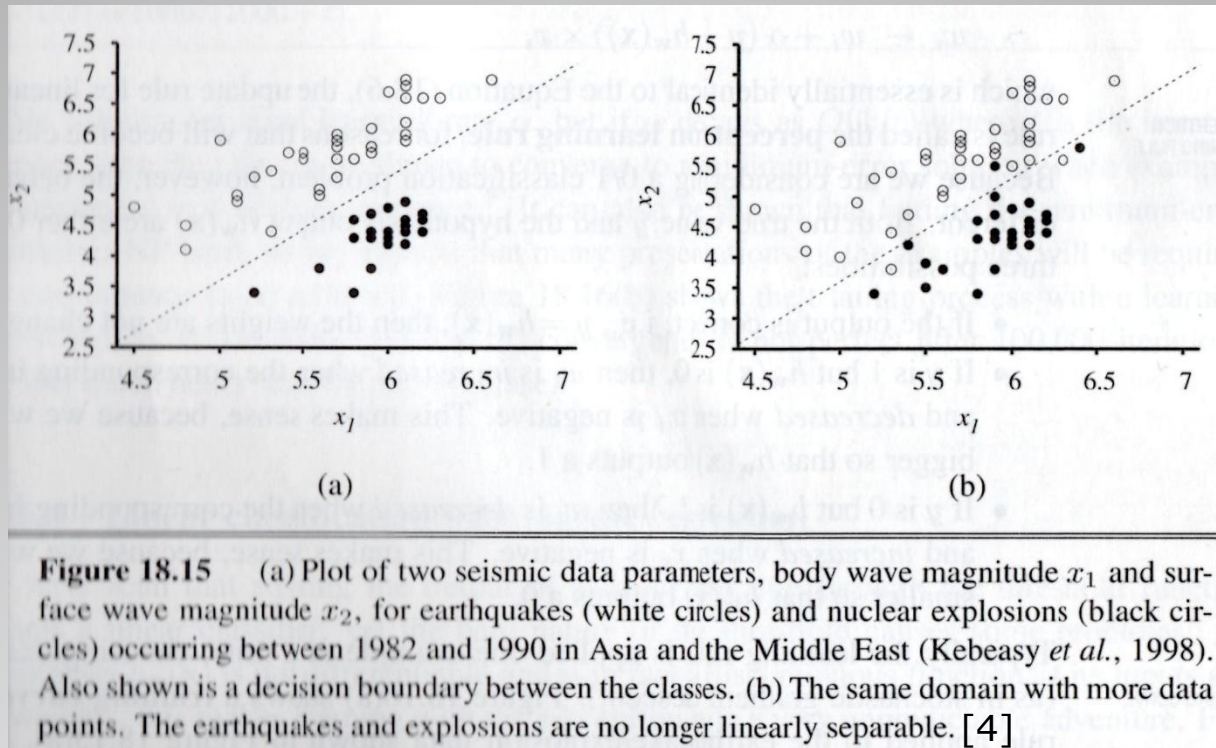 7.5
7
6.5
6
5.5
5
4.5
4
3.5
3
2.5
x2
4.5 5 5.5 6 6.5 7
x1
(a)
7.5
7
6.5
6
5.5
5
4.5
4
3.5
3
2.5
x2
4.5 5 5.5 6 6.5 7
x1
(b)
Figure 18.15 (a) Plot of two seismic data parameters, body wave magnitude x1 and sur-
face wave magnitude x2, for earthquakes (white circles) and nuclear explosions (black cir-
cles) occurring between 1982 and 1990 in Asia and the Middle East (Kebeasy et al., 1998).
Also shown is a decision boundary between the classes. (b) The same domain with more data
points. The earthquakes and explosions are no longer linearly separable. [4]